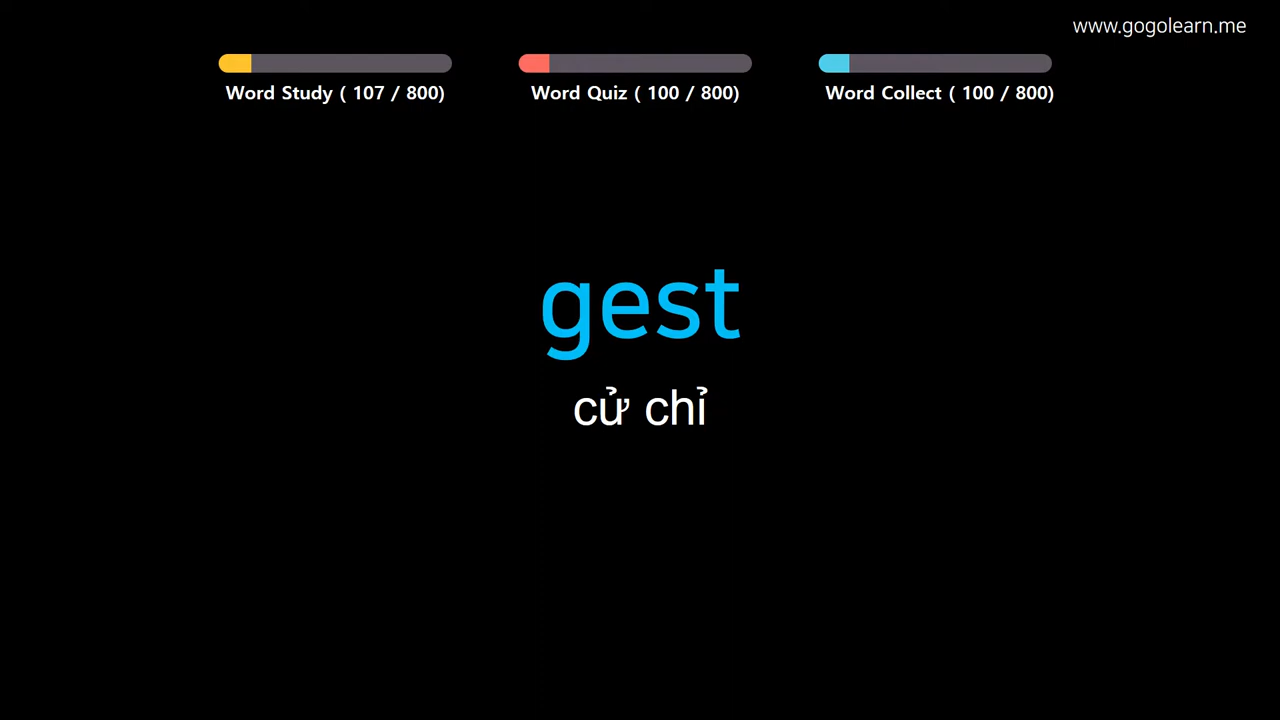 www.gogolearn.me
Word Study ( 107 / 800)
Word Quiz ( 100 / 800)
Word Collect ( 100 / 800)
gest
cử chỉ